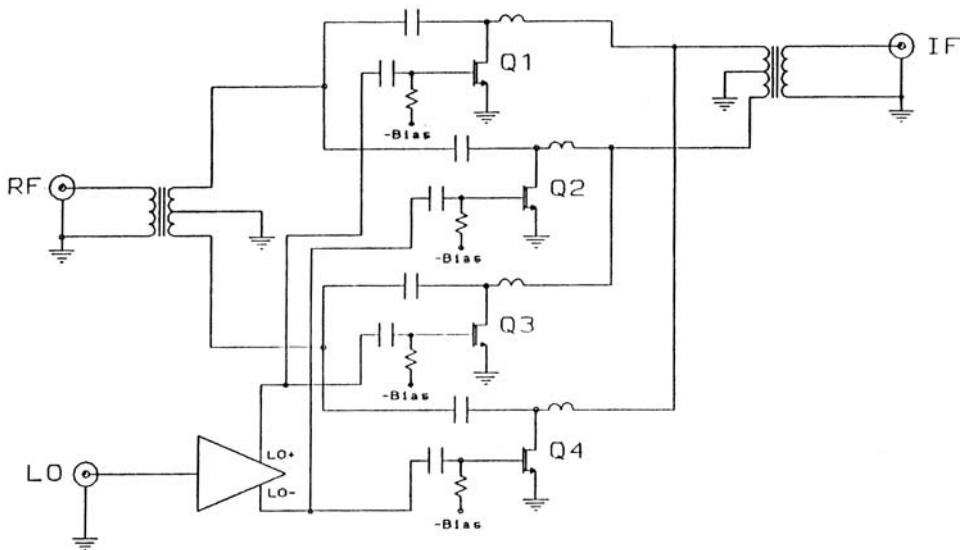 IF
Q1
-Bias
RF
Q2
-Bias
Q3
-Bias
LO
LO+
LO-
Q4
-Bias